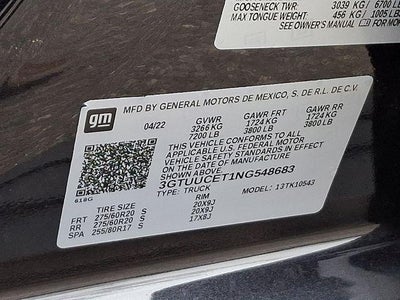 GOOSENECK TWR 3039 KG / 6700 LB
MAX TONGUE WEIGHT: 456 KG / 1005 LB
SEE OWNER'S MANUAL FOR MO
gm
MFD BY GENERAL MOTORS DE MEXICO, S. DE R.L. DE C.V.
04/22 GVWR GAWR FRT GAWR RR
3266 KG 1724 KG 1724 KG
7200 LB 3800 LB 3800 LB
THIS VEHICLE CONFORMS TO ALL
APPLICABLE U.S. FEDERAL MOTOR
VEHICLE SAFETY STANDARDS IN EFFECT
ON THE DATE OF MANUFACTURE
3GTUUCET1NG548683
TYPE: TRUCK MODEL: 13TK10543
618G
TIRE SIZE RIM
FRT 275/60R20 S 20X9J
RR 275/60R20 S 20X9J
SPA 255/80R17 S 17X8J